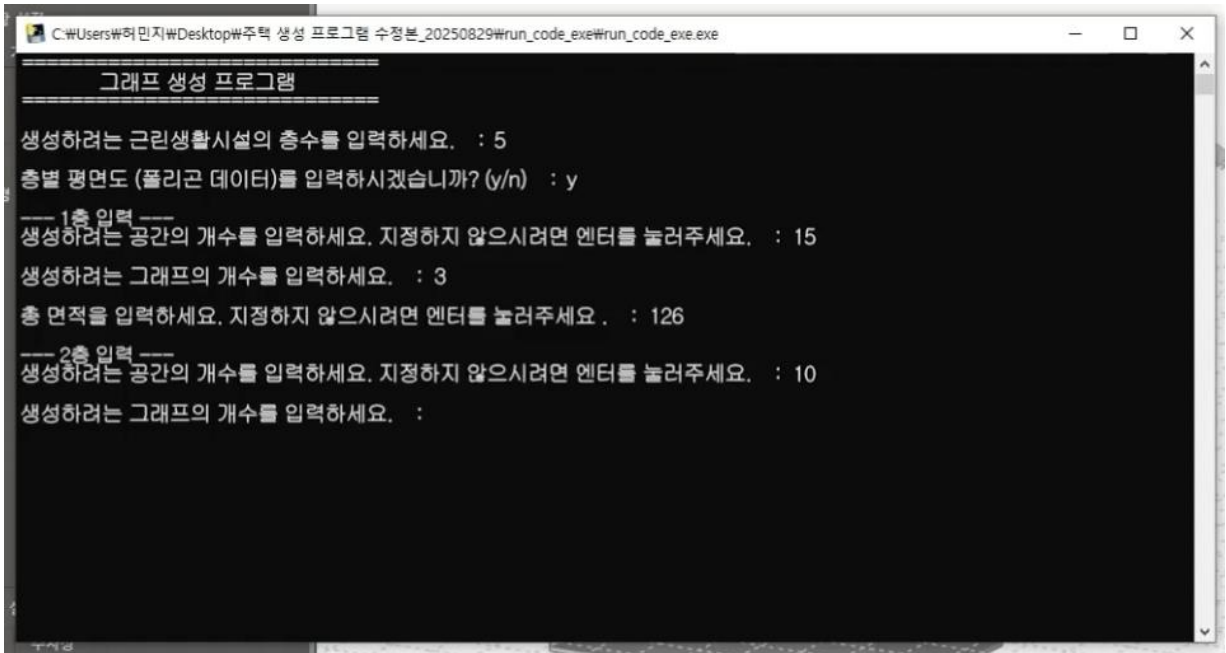 C:₩Users₩허민지₩Desktop₩주택 생성 프로그램 수정본_20250829₩run_code_exe₩run_code_exe.exe
=============================
그래프 생성 프로그램
=============================
생성하려는 근린생활시설의 층수를 입력하세요. : 5
층별 평면도 (폴리곤 데이터)를 입력하시겠습니까? (y/n) : y
--- 1층 입력 ---
생성하려는 공간의 개수를 입력하세요. 지정하지 않으시려면 엔터를 눌러주세요. : 15
생성하려는 그래프의 개수를 입력하세요. : 3
총 면적을 입력하세요. 지정하지 않으시려면 엔터를 눌러주세요 . : 126
--- 2층 입력 ---
생성하려는 공간의 개수를 입력하세요. 지정하지 않으시려면 엔터를 눌러주세요. : 10
생성하려는 그래프의 개수를 입력하세요. :